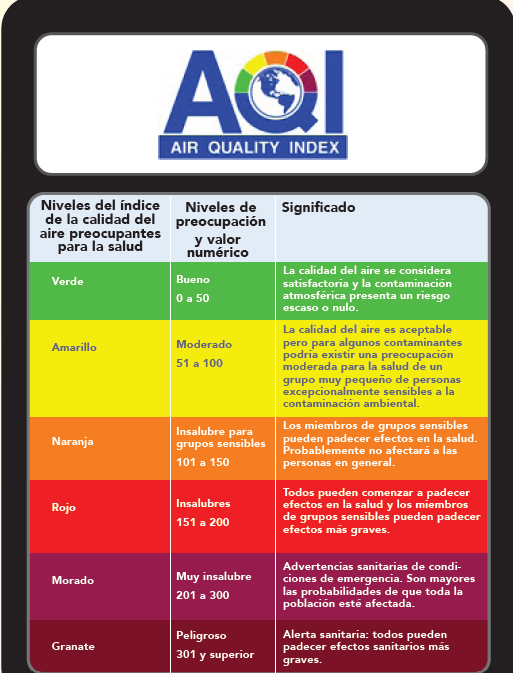 AQI
AIR QUALITY INDEX
Niveles del índice
de la calidad del
aire preocupantes
para la salud
Niveles de
preocupación
y valor
numérico
Significado
Verde
Bueno
0 a 50
La calidad del aire se considera
satisfactoria y la contaminación
atmosférica presenta un riesgo
escaso o nulo.
Amarillo
Moderado
51 a 100
La calidad del aire es aceptable
pero para algunos contaminantes
podría existir una preocupación
moderada para la salud de un
grupo muy pequeño de personas
excepcionalmente sensibles a la
contaminación ambiental.
Naranja
Insalubre para
grupos sensibles
101 a 150
Los miembros de grupos sensibles
pueden padecer efectos en la salud.
Probablemente no afectará a las
personas en general.
Rojo
Insalubres
151 a 200
Todos pueden comenzar a padecer
efectos en la salud y los miembros
de grupos sensibles pueden padecer
efectos más graves.
Morado
Muy insalubre
201 a 300
Advertencias sanitarias de condi-
ciones de emergencia. Son mayores
las probabilidades de que toda la
población esté afectada.
Granate
Peligroso
301 y superior
Alerta sanitaria: todos pueden
padecer efectos sanitarios más
graves.